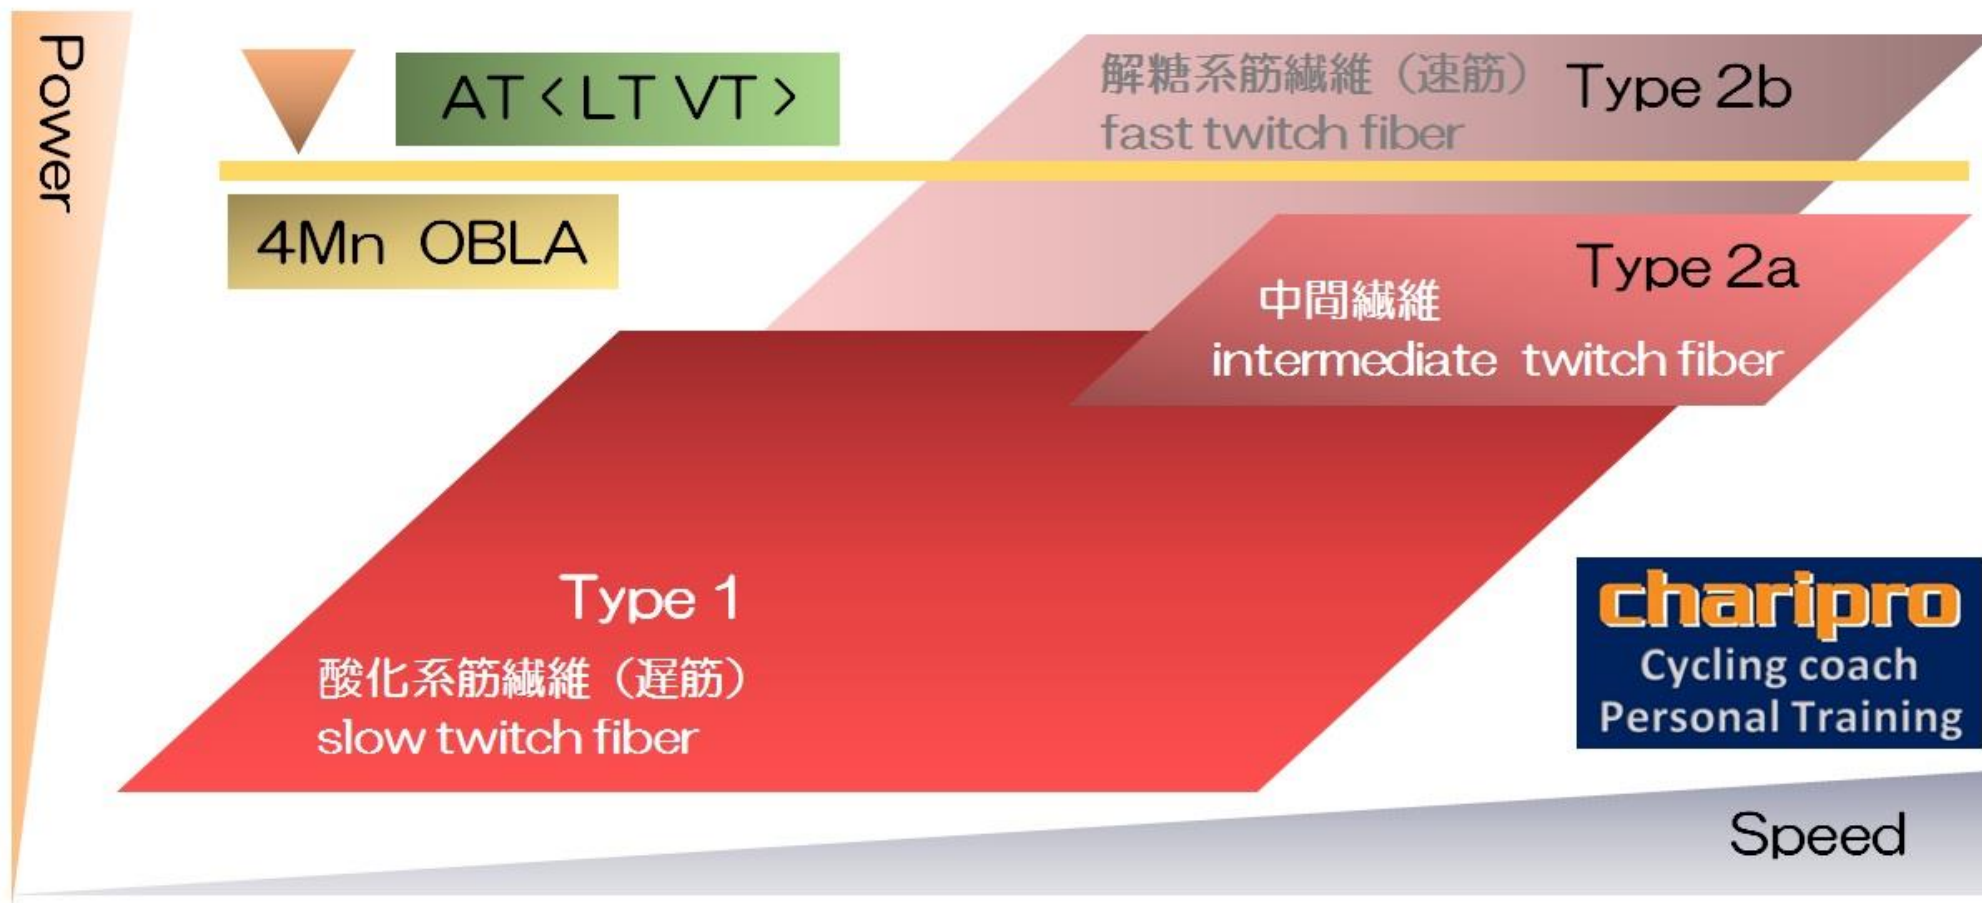 Power
AT<LT VT>
4Mn OBLA
解糖系筋繊維（速筋）
fast twitch fiber
Type 2b
Type 2a
中間繊維
intermediate twitch fiber
Type 1
酸化系筋繊維（遅筋）
slow twitch fiber
charipro
Cycling coach
Personal Training
Speed